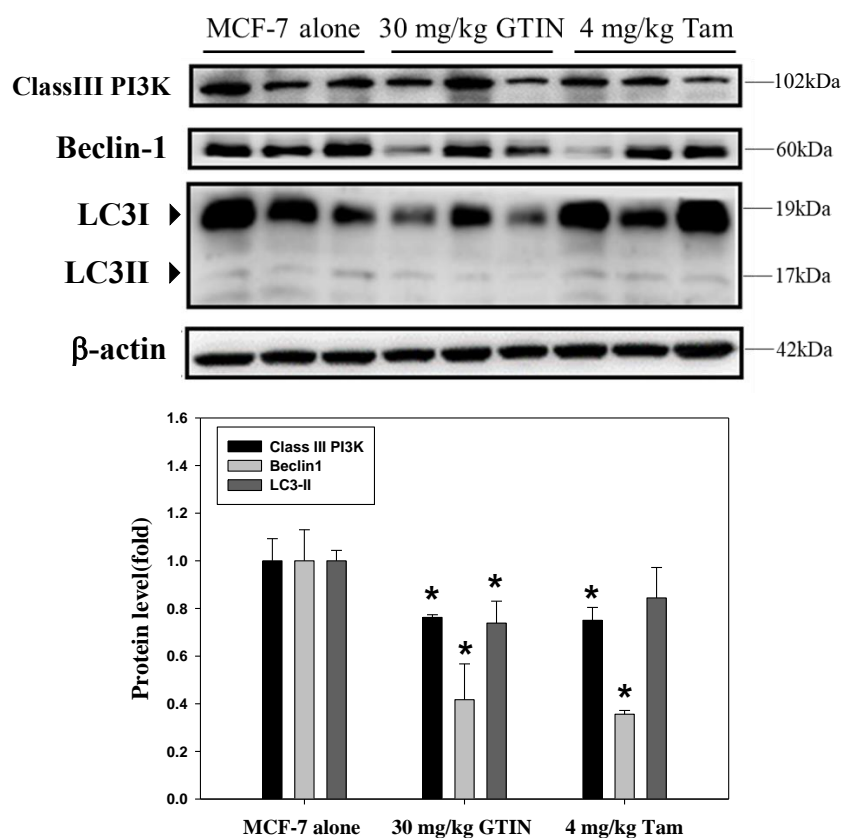 MCF-7 alone 30 mg/kg GTIN 4 mg/kg Tam
ClassIII PI3K 102kDa
Beclin-1 60kDa
LC3I 19kDa
LC3II 17kDa
β-actin 42kDa
1.6
1.4
1.2
1.0
0.8
0.6
0.4
0.2
0.0
Protein level(fold)
Class III PI3K
Beclin1
LC3-II
* * * * *
MCF-7 alone 30 mg/kg GTIN 4 mg/kg Tam